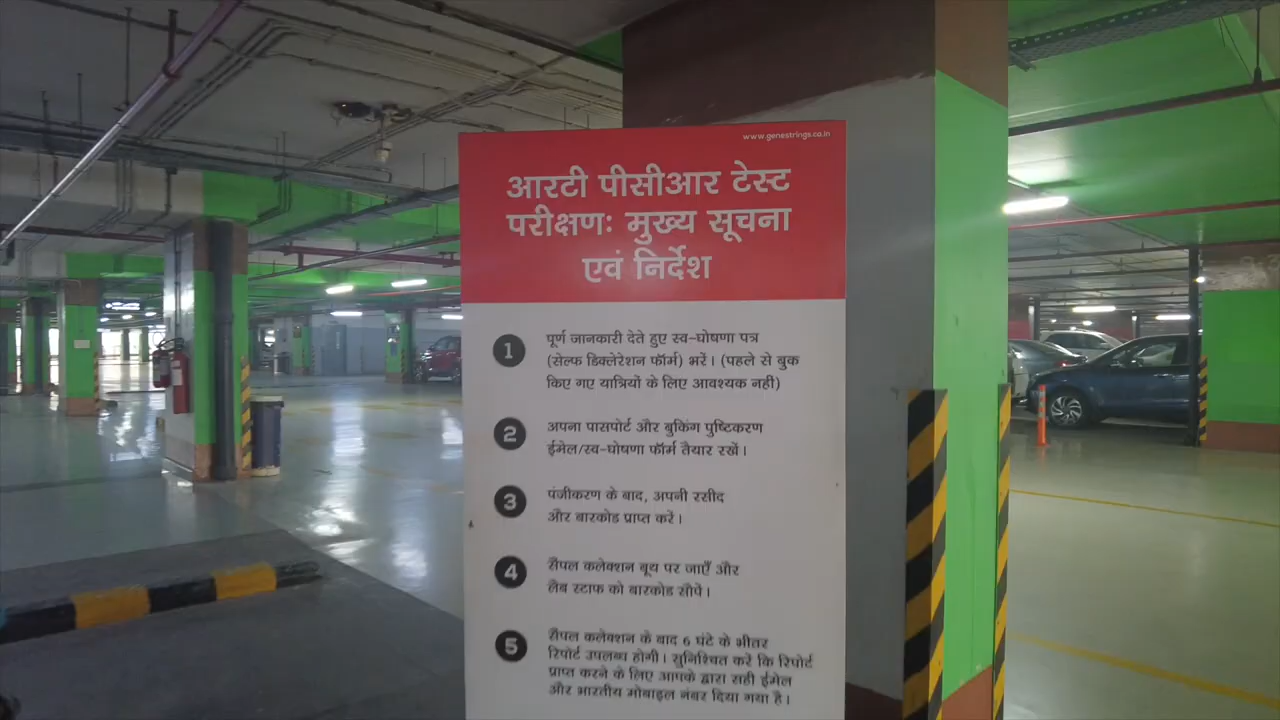 www.genestrings.co.in
आरटी पीसीआर टेस्ट
परीक्षणः मुख्य सूचना
एवं निर्देश
1 पूर्ण जानकारी देते हुए स्व-घोषणा पत्र
(सेल्फ डिक्लेरेशन फॉर्म) भरें। (पहले से बुक
किए गए यात्रियों के लिए आवश्यक नही)
2 अपना पासपोर्ट और बुकिंग पुष्टिकरण
ईमेल/स्व-घोषणा फॉर्म तैयार रखें।
3 पंजीकरण के बाद, अपनी रसीद
और बारकोड प्राप्त करें।
4 सैंपल कलेक्शन बूथ पर जाएँ और
लैब स्टाफ को बारकोड सौंपे।
5 सैंपल कलेक्शन के बाद 6 घंटे के भीतर
रिपोर्ट उपलब्ध होगी। सुनिश्चित करें कि रिपोर्ट
प्राप्त करने के लिए आपके द्वारा सही ईमेल
और भारतीय मोबाइल नंबर दिया गया है।